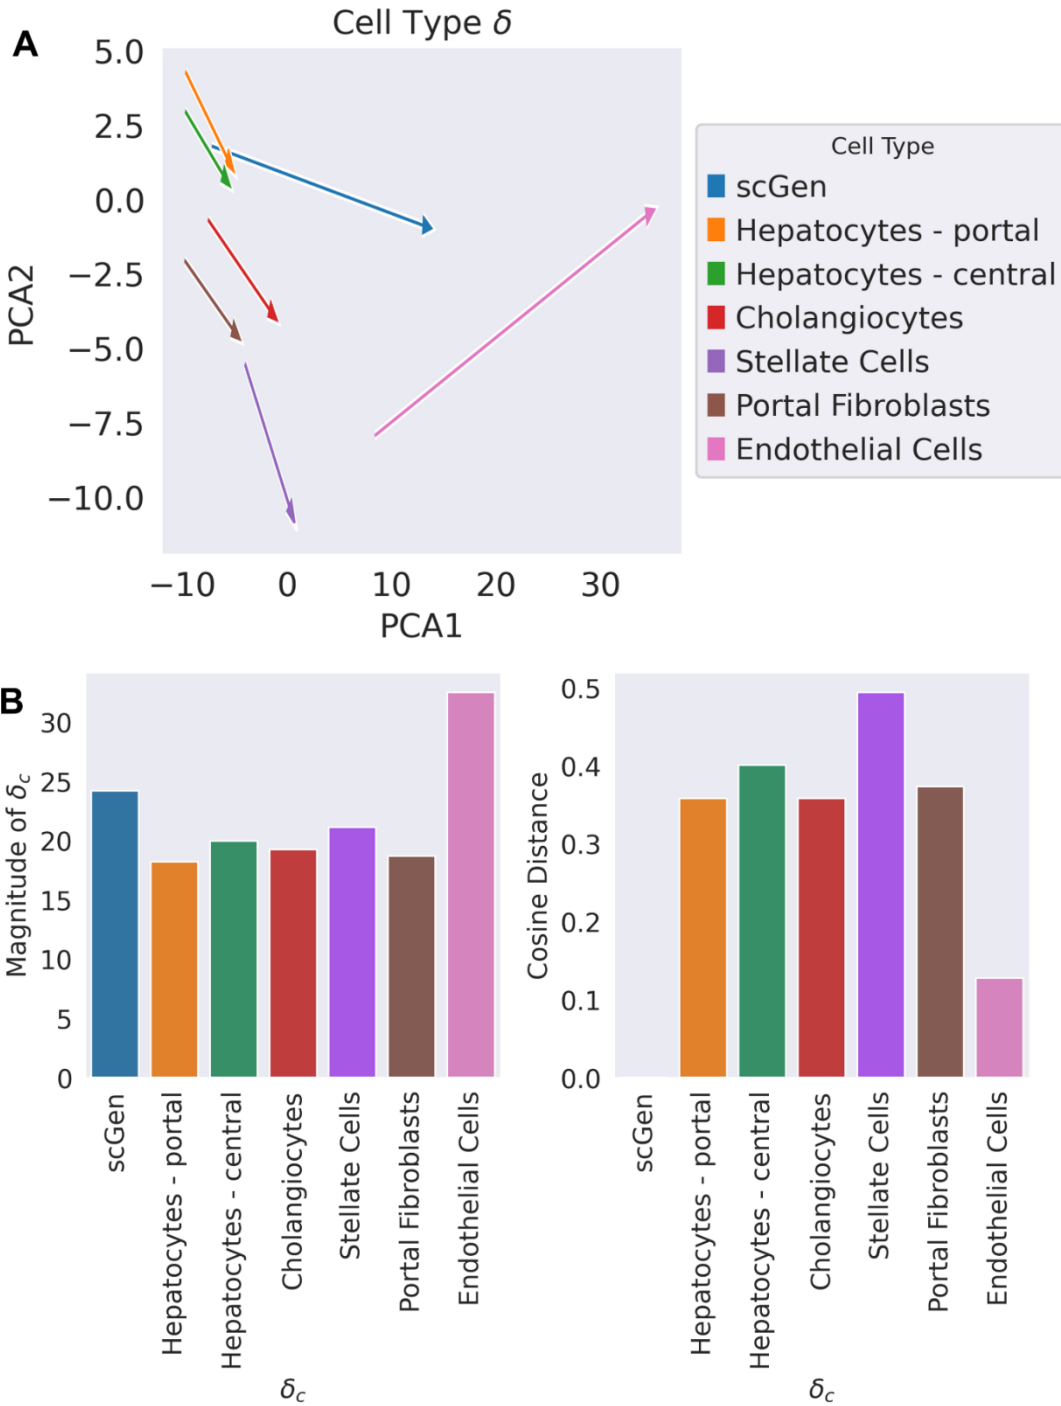 A
Cell Type δ
5.0
2.5
0.0
−2.5
−5.0
−7.5
−10.0
PCA2
−10 0 10 20 30
PCA1
Cell Type
scGen
Hepatocytes - portal
Hepatocytes - central
Cholangiocytes
Stellate Cells
Portal Fibroblasts
Endothelial Cells
B
30
25
20
15
10
5
0
Magnitude of δc
scGen
Hepatocytes - portal
Hepatocytes - central
Cholangiocytes
Stellate Cells
Portal Fibroblasts
Endothelial Cells
δc
0.5
0.4
0.3
0.2
0.1
0.0
Cosine Distance
scGen
Hepatocytes - portal
Hepatocytes - central
Cholangiocytes
Stellate Cells
Portal Fibroblasts
Endothelial Cells
δc